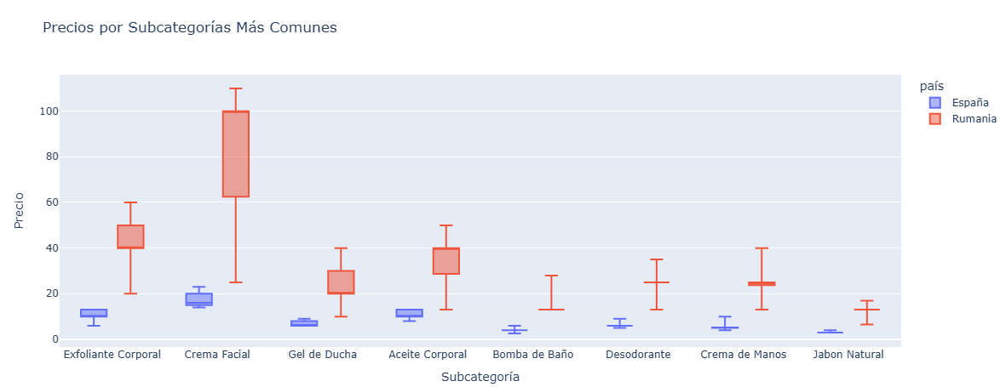 Precios por Subcategorías Más Comunes
país
España
Rumania
Precio
100
80
60
40
20
0
Exfoliante Corporal
Crema Facial
Gel de Ducha
Aceite Corporal
Bomba de Baño
Desodorante
Crema de Manos
Jabon Natural
Subcategoría